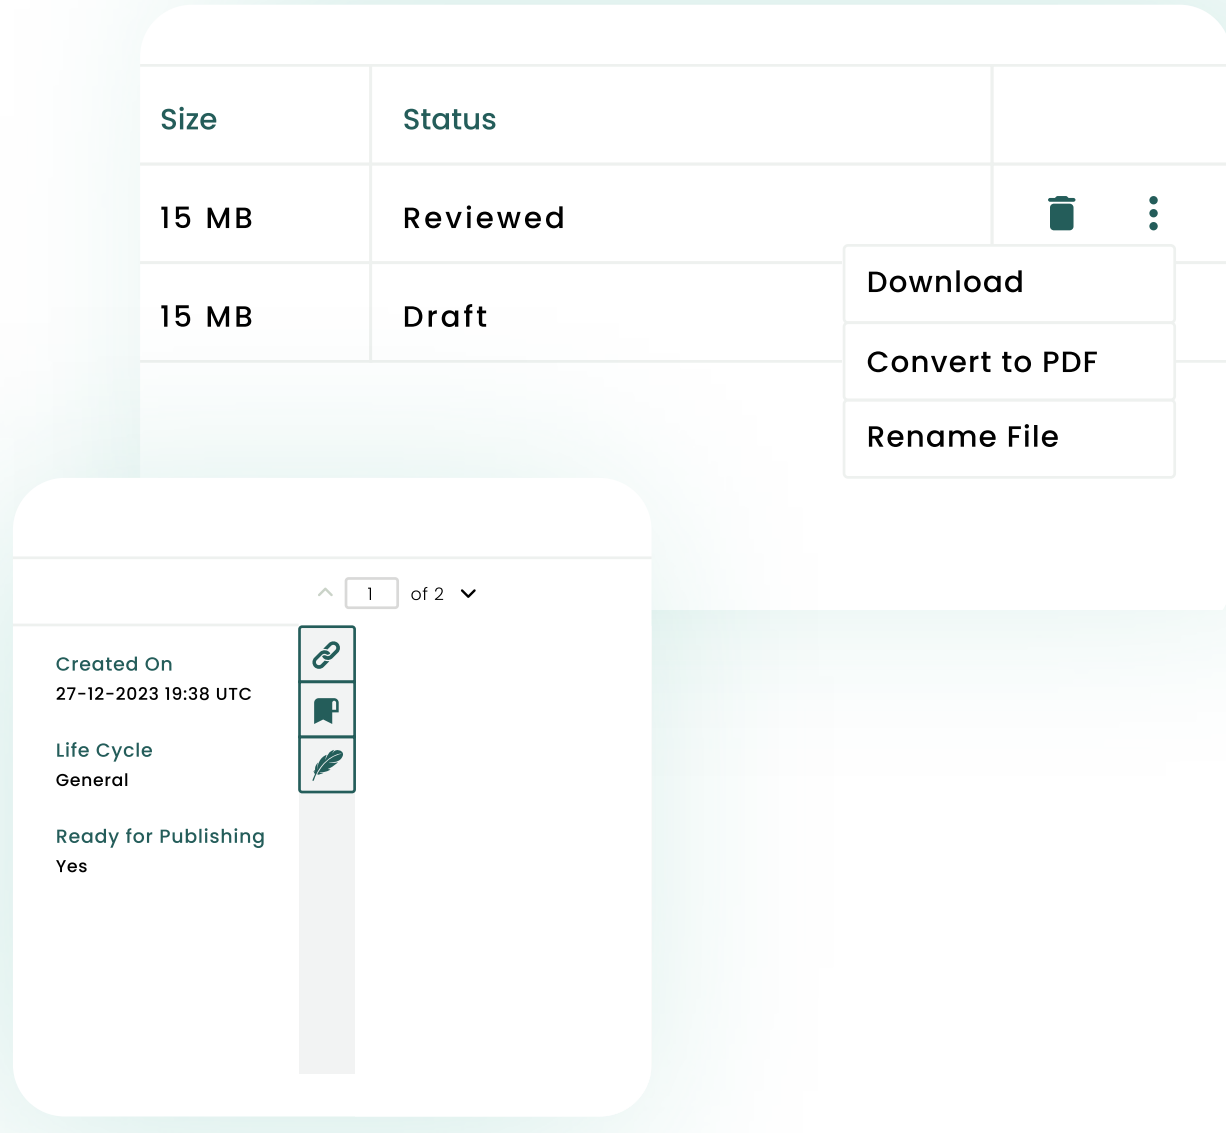 Size Status
15 MB Reviewed
Download
15 MB Draft
Convert to PDF
Rename File
1 of 2
Created On
27-12-2023 19:38 UTC
Life Cycle
General
Ready for Publishing
Yes